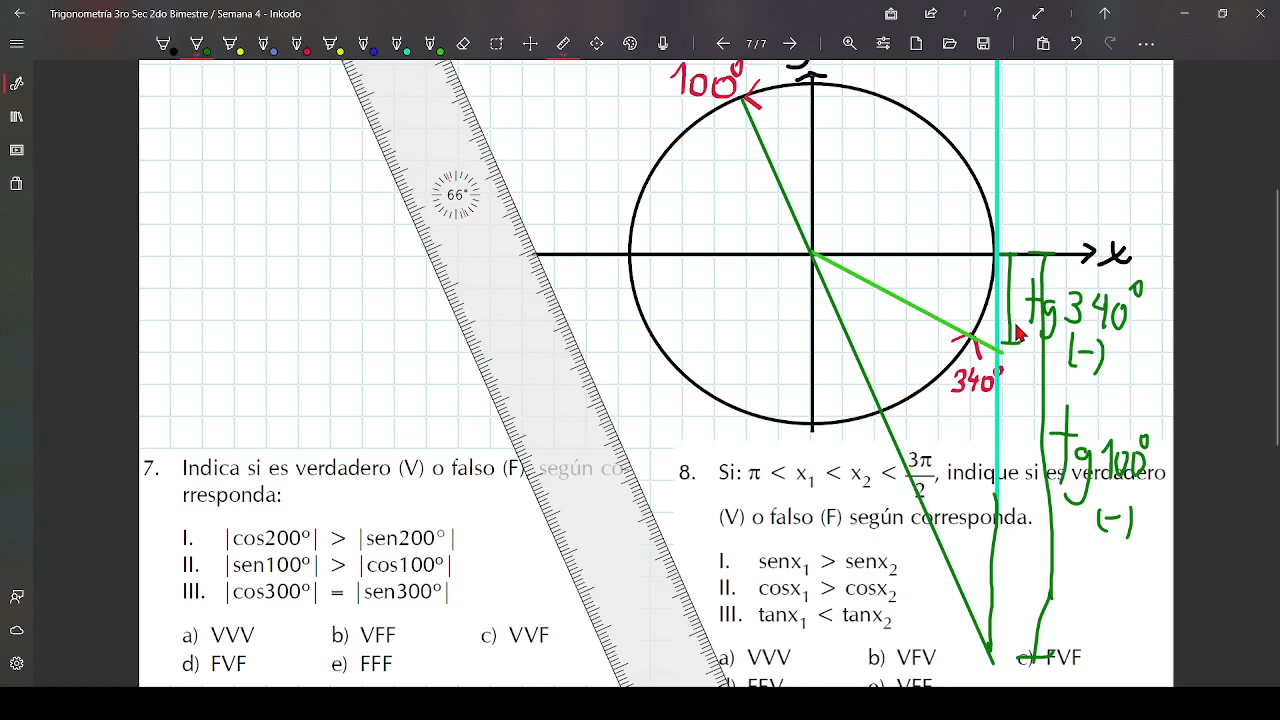 Trigonometría 3ro Sec 2do Bimestre / Semana 4 - Inkodo
7/7
100°
66°
x
tg 340°
(-)
340°
tg 100°
(-)
7. Indica si es verdadero (V) o falso (F), según co-
rresponda:
I. |cos200°| > |sen200°|
II. |sen100°| > |cos100°|
III. |cos300°| = |sen300°|
a) VVV b) VFF c) VVF
d) FVF e) FFF
8. Si: π < x₁ < x₂ < 3π/2, indique si es verdadero
(V) o falso (F) según corresponda.
I. senx₁ > senx₂
II. cosx₁ > cosx₂
III. tanx₁ < tanx₂
a) VVV b) VFV c) FVF